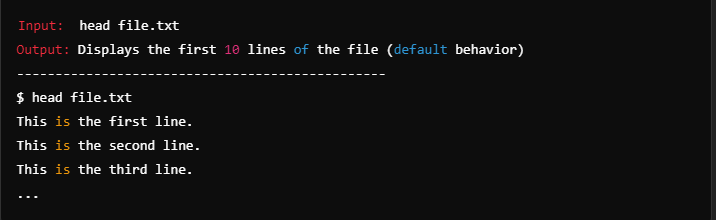 Input: head file.txt
Output: Displays the first 10 lines of the file (default behavior)
------------------------------------------------
$ head file.txt
This is the first line.
This is the second line.
This is the third line.
...